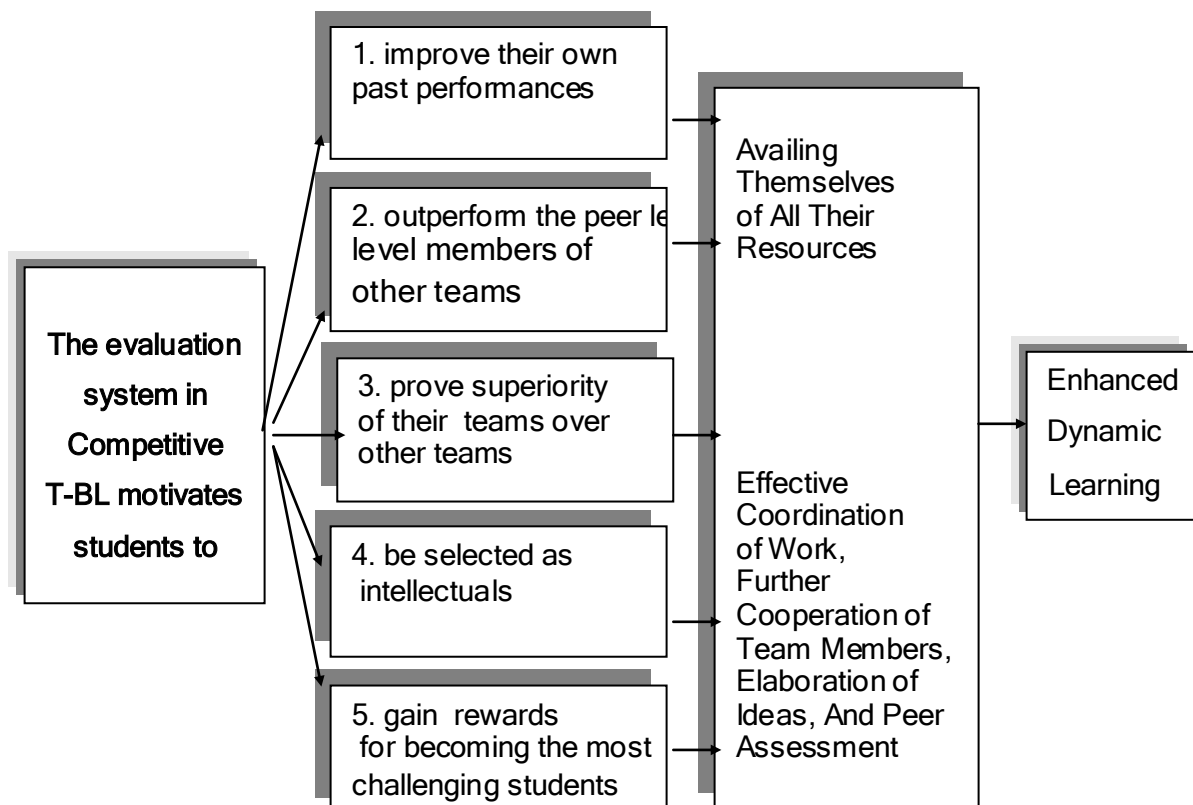 The evaluation
system in
Competitive
T-BL motivates
students to
1. improve their own
past performances
2. outperform the peer le
level members of
other teams
3. prove superiority
of their teams over
other teams
4. be selected as
intellectuals
5. gain rewards
for becoming the most
challenging students
Availing
Themselves
of All Their
Resources
Effective
Coordination
of Work,
Further
Cooperation of
Team Members,
Elaboration of
Ideas, And Peer
Assessment
Enhanced
Dynamic
Learning